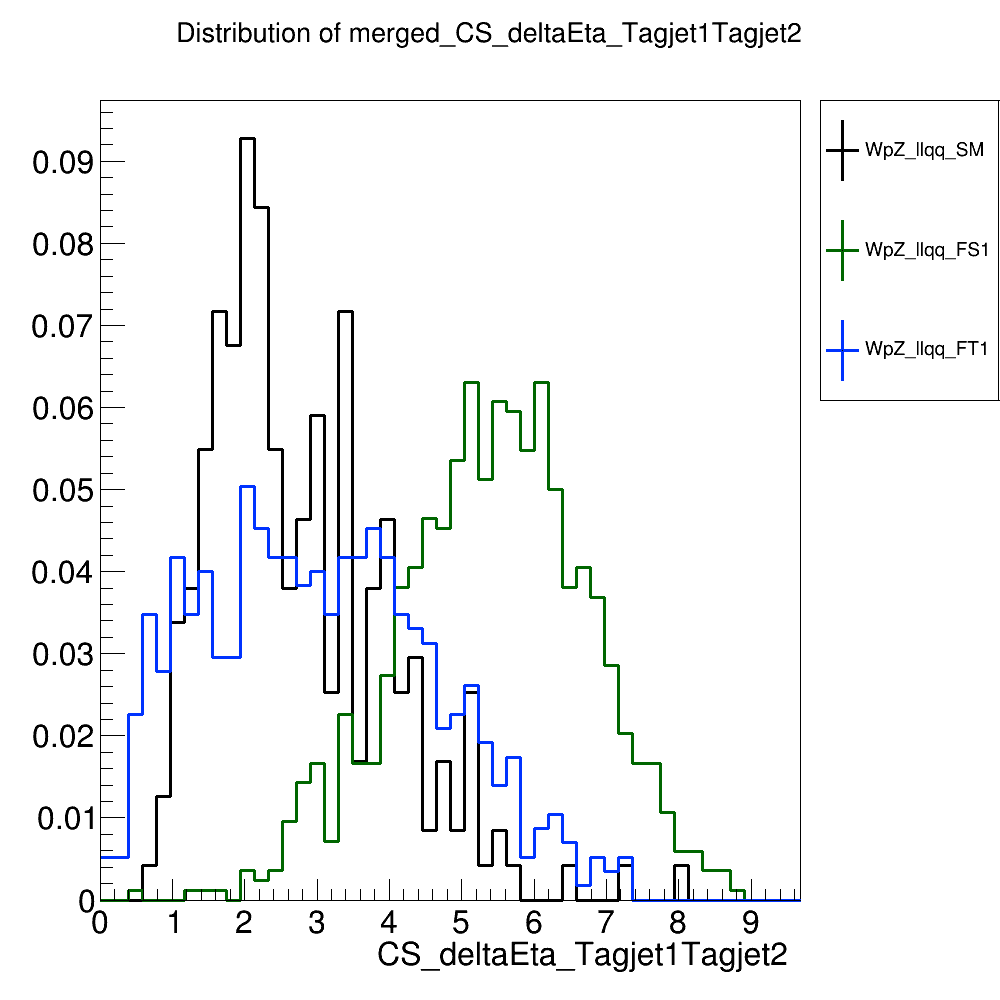 Distribution of merged_CS_deltaEta_Tagjet1Tagjet2
WpZ_llqq_SM
WpZ_llqq_FS1
WpZ_llqq_FT1
0.09
0.08
0.07
0.06
0.05
0.04
0.03
0.02
0.01
0
0 1 2 3 4 5 6 7 8 9
CS_deltaEta_Tagjet1Tagjet2